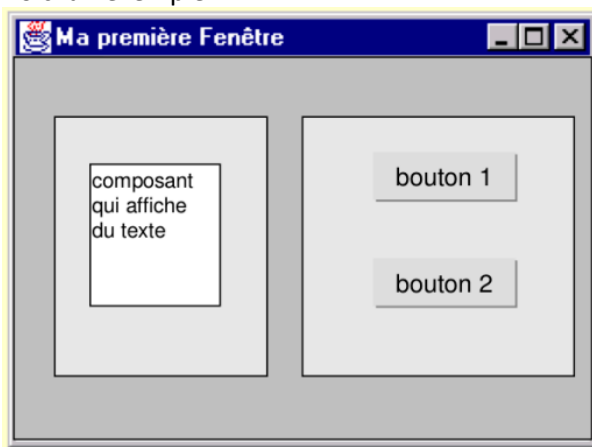 Ma première Fenêtre
composant
qui affiche
du texte
bouton 1
bouton 2